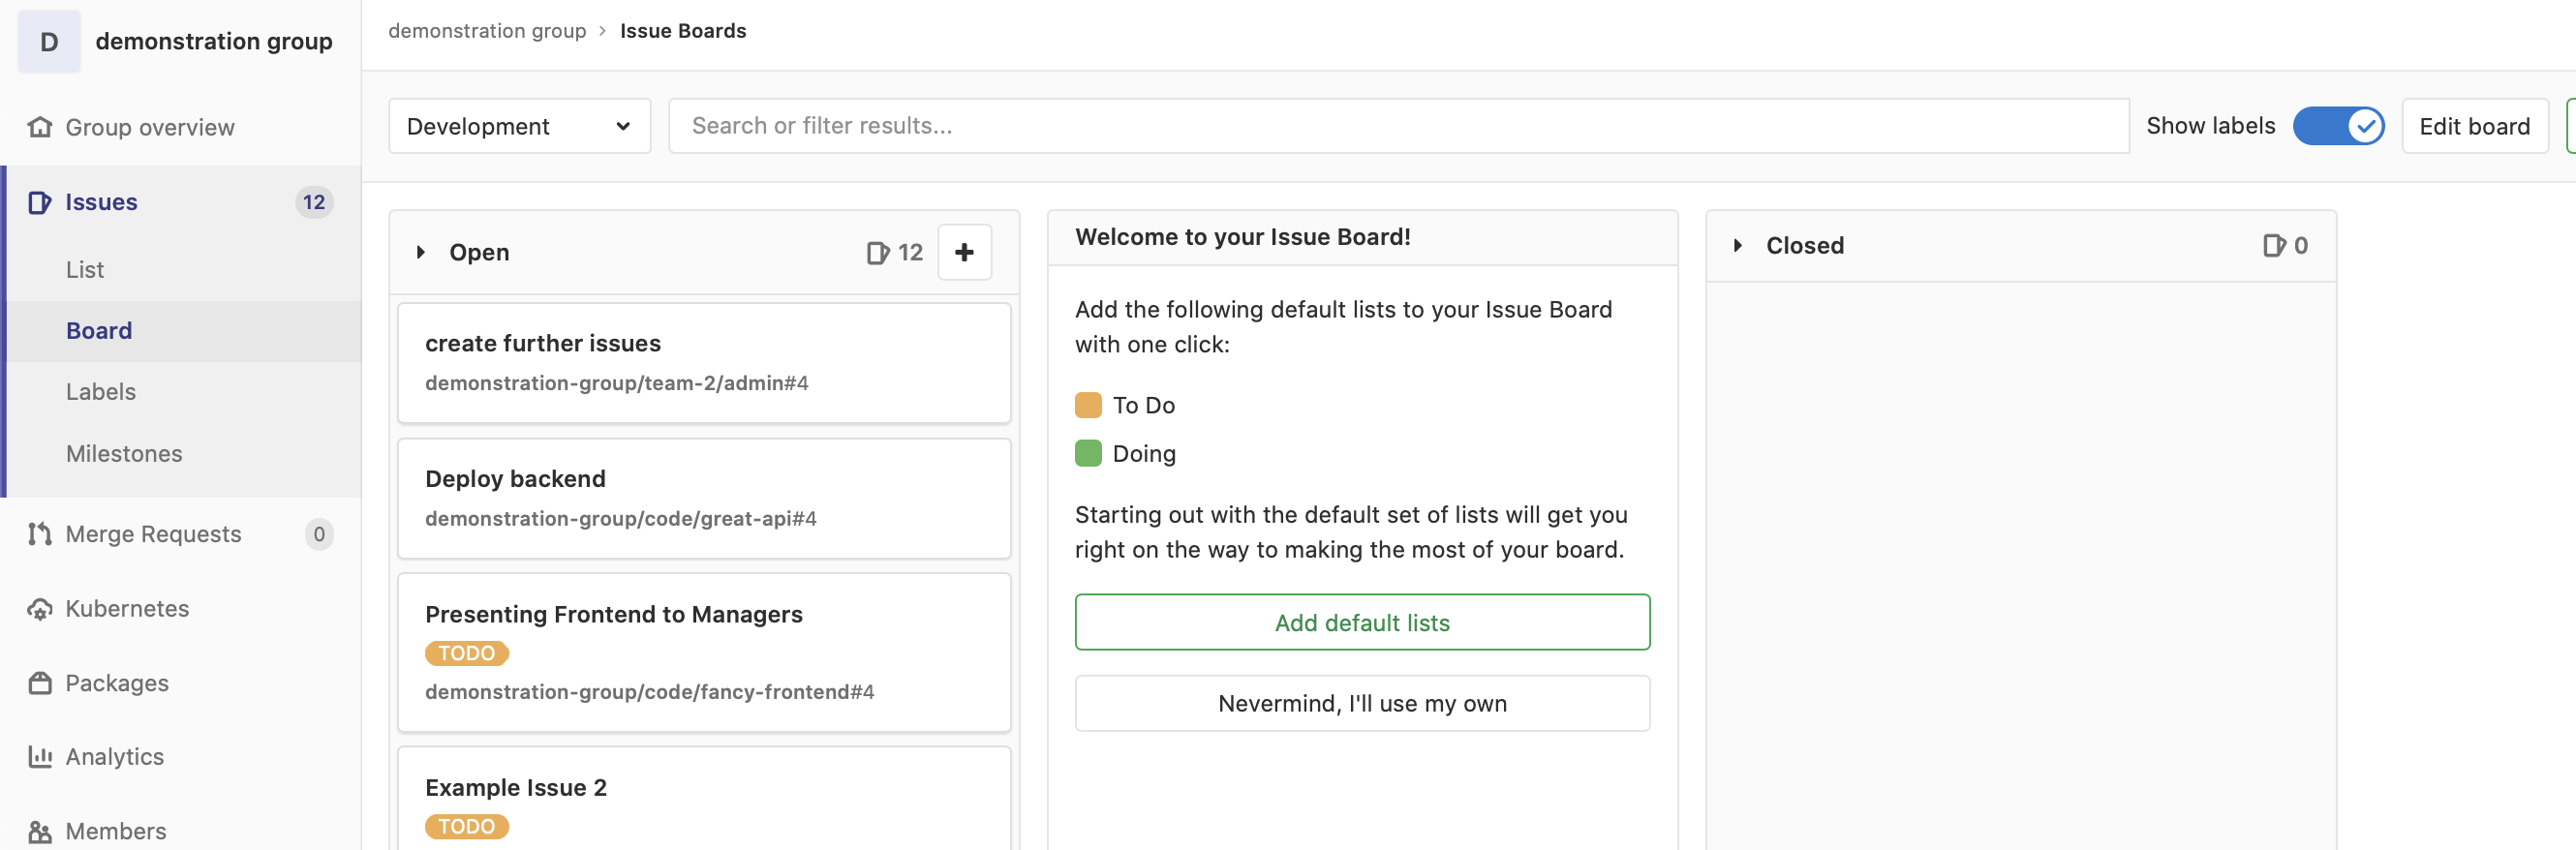 D
demonstration group
demonstration group › Issue Boards
Group overview
Issues 12
List
Board
Labels
Milestones
Merge Requests 0
Kubernetes
Packages
Analytics
Members
Development
Search or filter results...
Show labels
Edit board
Open 12 +
create further issues
demonstration-group/team-2/admin#4
Deploy backend
demonstration-group/code/great-api#4
Presenting Frontend to Managers
TODO
demonstration-group/code/fancy-frontend#4
Example Issue 2
TODO
Welcome to your Issue Board!
Add the following default lists to your Issue Board
with one click:
To Do
Doing
Starting out with the default set of lists will get you
right on the way to making the most of your board.
Add default lists
Nevermind, I'll use my own
Closed 0